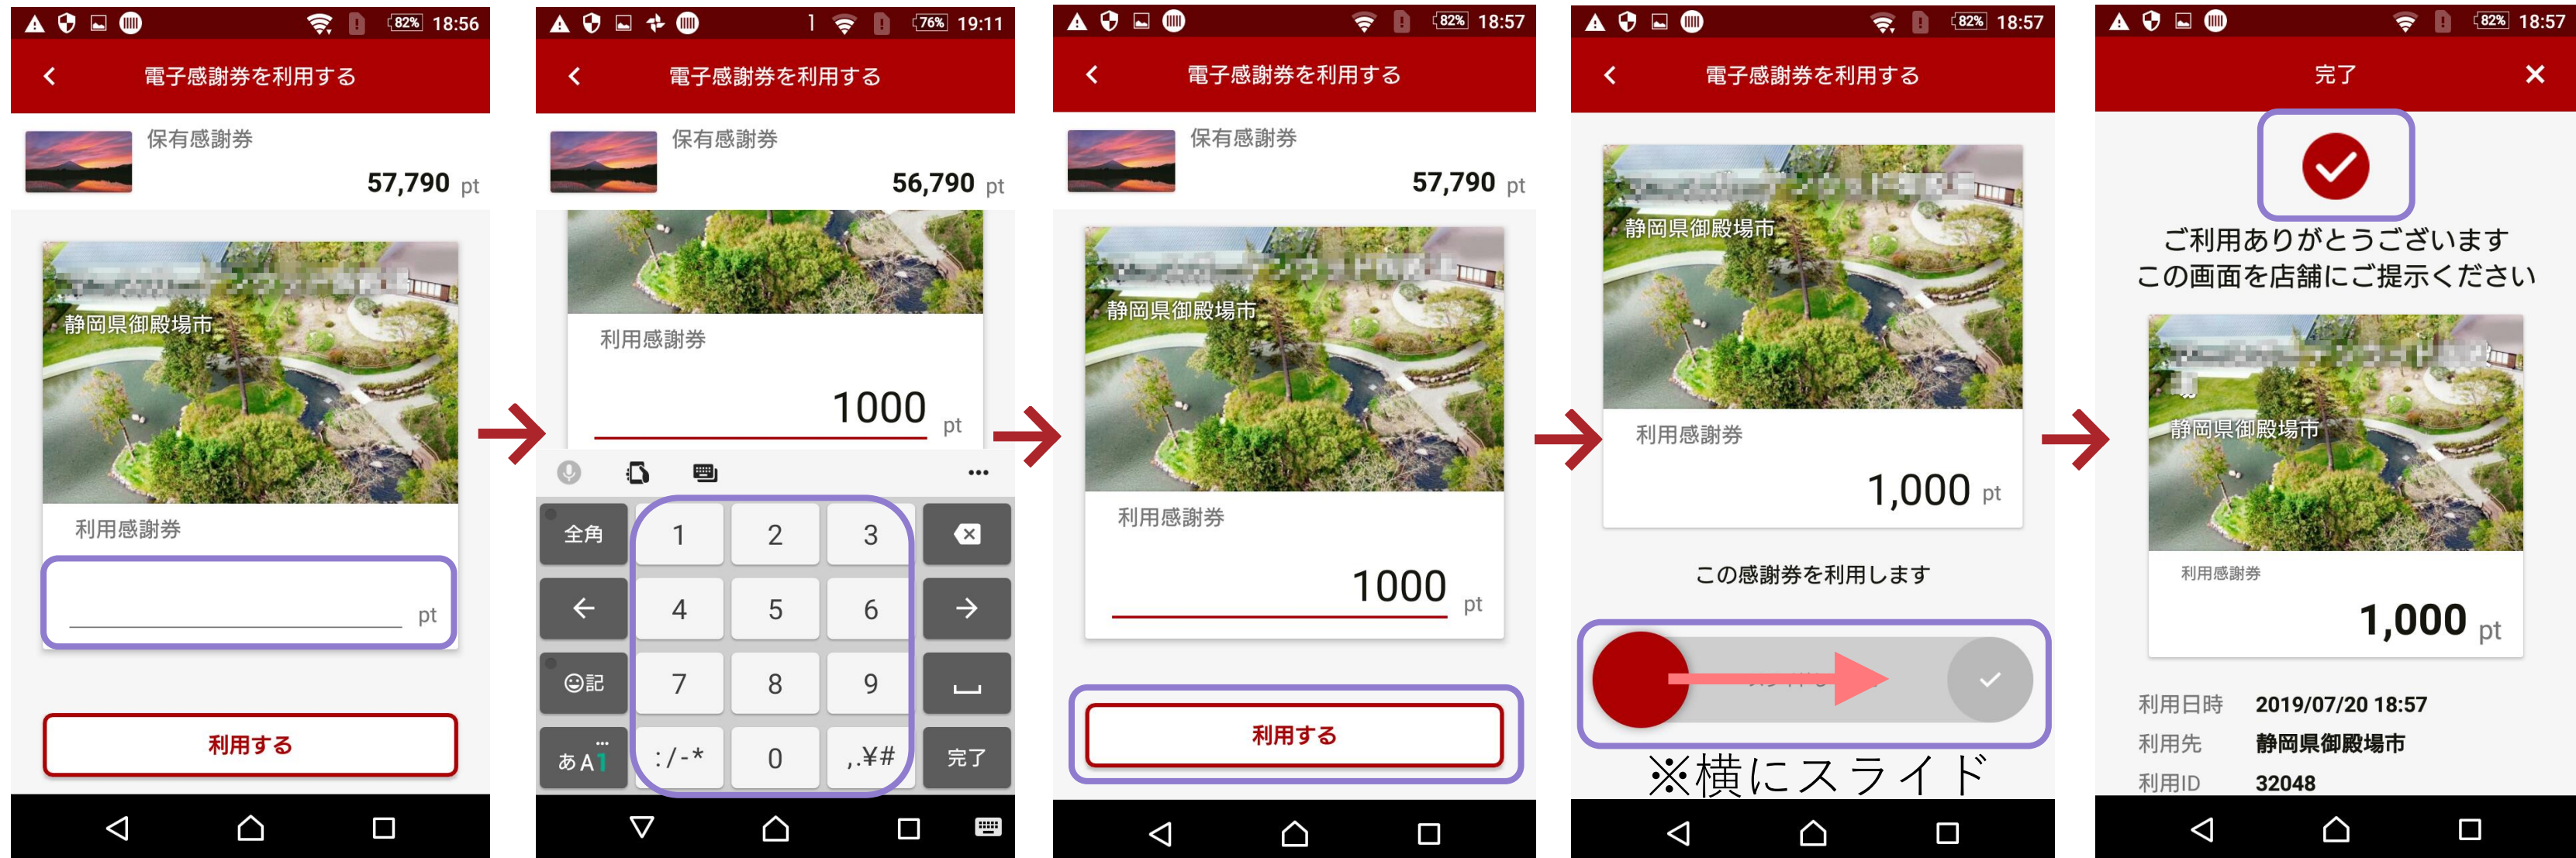 82% 18:56
電子感謝券を利用する
保有感謝券
57,790 pt
静岡県御殿場市
利用感謝券
pt
利用する
1 76% 19:11
電子感謝券を利用する
保有感謝券
56,790 pt
利用感謝券
1000 pt
全角 1 2 3
← 4 5 6 →
記 7 8 9
あA1 :/-* 0 ,.¥# 完了
82% 18:57
電子感謝券を利用する
保有感謝券
57,790 pt
静岡県御殿場市
利用感謝券
1000 pt
利用する
82% 18:57
電子感謝券を利用する
静岡県御殿場市
利用感謝券
1,000 pt
この感謝券を利用します
※横にスライド
82% 18:57
完了
ご利用ありがとうございます
この画面を店舗にご提示ください
静岡県御殿場市
利用感謝券
1,000 pt
利用日時 2019/07/20 18:57
利用先 静岡県御殿場市
利用ID 32048